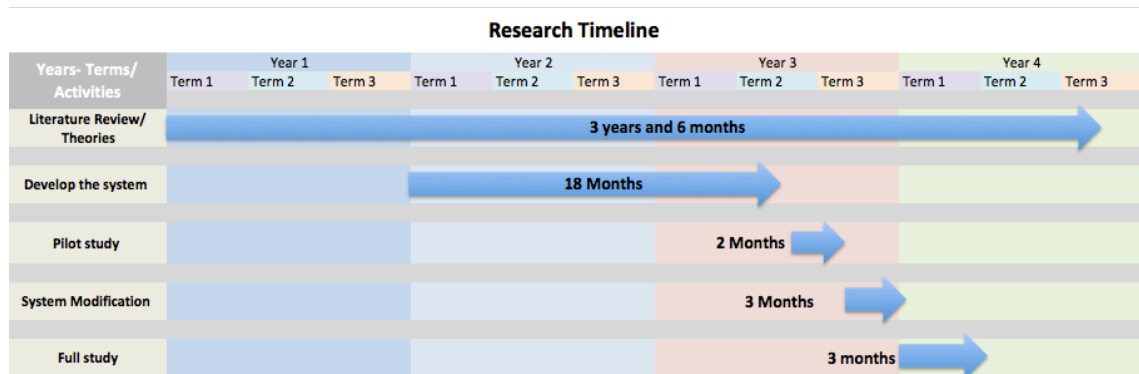 Research Timeline
Years- Terms/
Activities
Year 1
Year 2
Year 3
Year 4
Term 1
Term 2
Term 3
Term 1
Term 2
Term 3
Term 1
Term 2
Term 3
Term 1
Term 2
Term 3
Literature Review/
Theories
3 years and 6 months
Develop the system
18 Months
Pilot study
2 Months
System Modification
3 Months
Full study
3 months